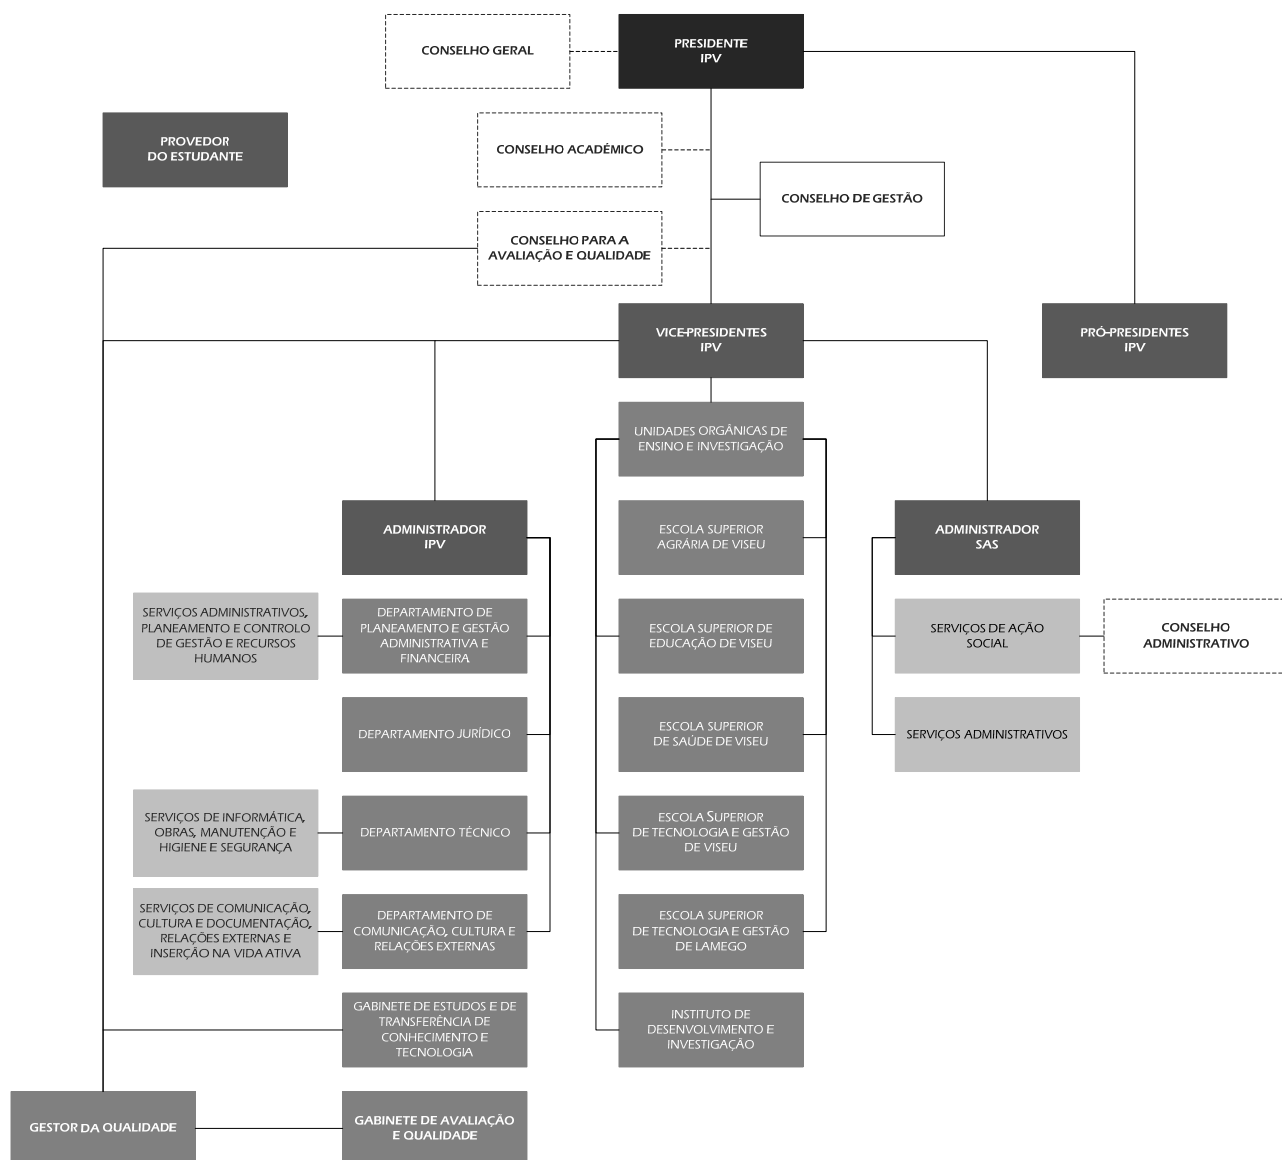 CONSELHO GERAL
PRESIDENTE
IPV
PROVEDOR
DO ESTUDANTE
CONSELHO ACADÉMICO
CONSELHO DE GESTÃO
CONSELHO PARA A
AVALIAÇÃO E QUALIDADE
VICE-PRESIDENTES
IPV
PRÓ-PRESIDENTES
IPV
UNIDADES ORGÂNICAS DE
ENSINO E INVESTIGAÇÃO
ADMINISTRADOR
IPV
ESCOLA SUPERIOR
AGRÁRIA DE VISEU
ADMINISTRADOR
SAS
SERVIÇOS ADMINISTRATIVOS,
PLANEAMENTO E CONTROLO
DE GESTÃO E RECURSOS
HUMANOS
DEPARTAMENTO DE
PLANEAMENTO E GESTÃO
ADMINISTRATIVA E
FINANCEIRA
ESCOLA SUPERIOR DE
EDUCAÇÃO DE VISEU
SERVIÇOS DE AÇÃO
SOCIAL
CONSELHO
ADMINISTRATIVO
DEPARTAMENTO JURÍDICO
ESCOLA SUPERIOR
DE SAÚDE DE VISEU
SERVIÇOS ADMINISTRATIVOS
SERVIÇOS DE INFORMÁTICA,
OBRAS, MANUTENÇÃO E
HIGIENE E SEGURANÇA
DEPARTAMENTO TÉCNICO
ESCOLA SUPERIOR
DE TECNOLOGIA E GESTÃO
DE VISEU
SERVIÇOS DE COMUNICAÇÃO,
CULTURA E DOCUMENTAÇÃO,
RELAÇÕES EXTERNAS E
INSERÇÃO NA VIDA ATIVA
DEPARTAMENTO DE
COMUNICAÇÃO, CULTURA E
RELAÇÕES EXTERNAS
ESCOLA SUPERIOR
DE TECNOLOGIA E GESTÃO
DE LAMEGO
GABINETE DE ESTUDOS E DE
TRANSFERÊNCIA DE
CONHECIMENTO E
TECNOLOGIA
INSTITUTO DE
DESENVOLVIMENTO E
INVESTIGAÇÃO
GESTOR DA QUALIDADE
GABINETE DE AVALIAÇÃO
E QUALIDADE